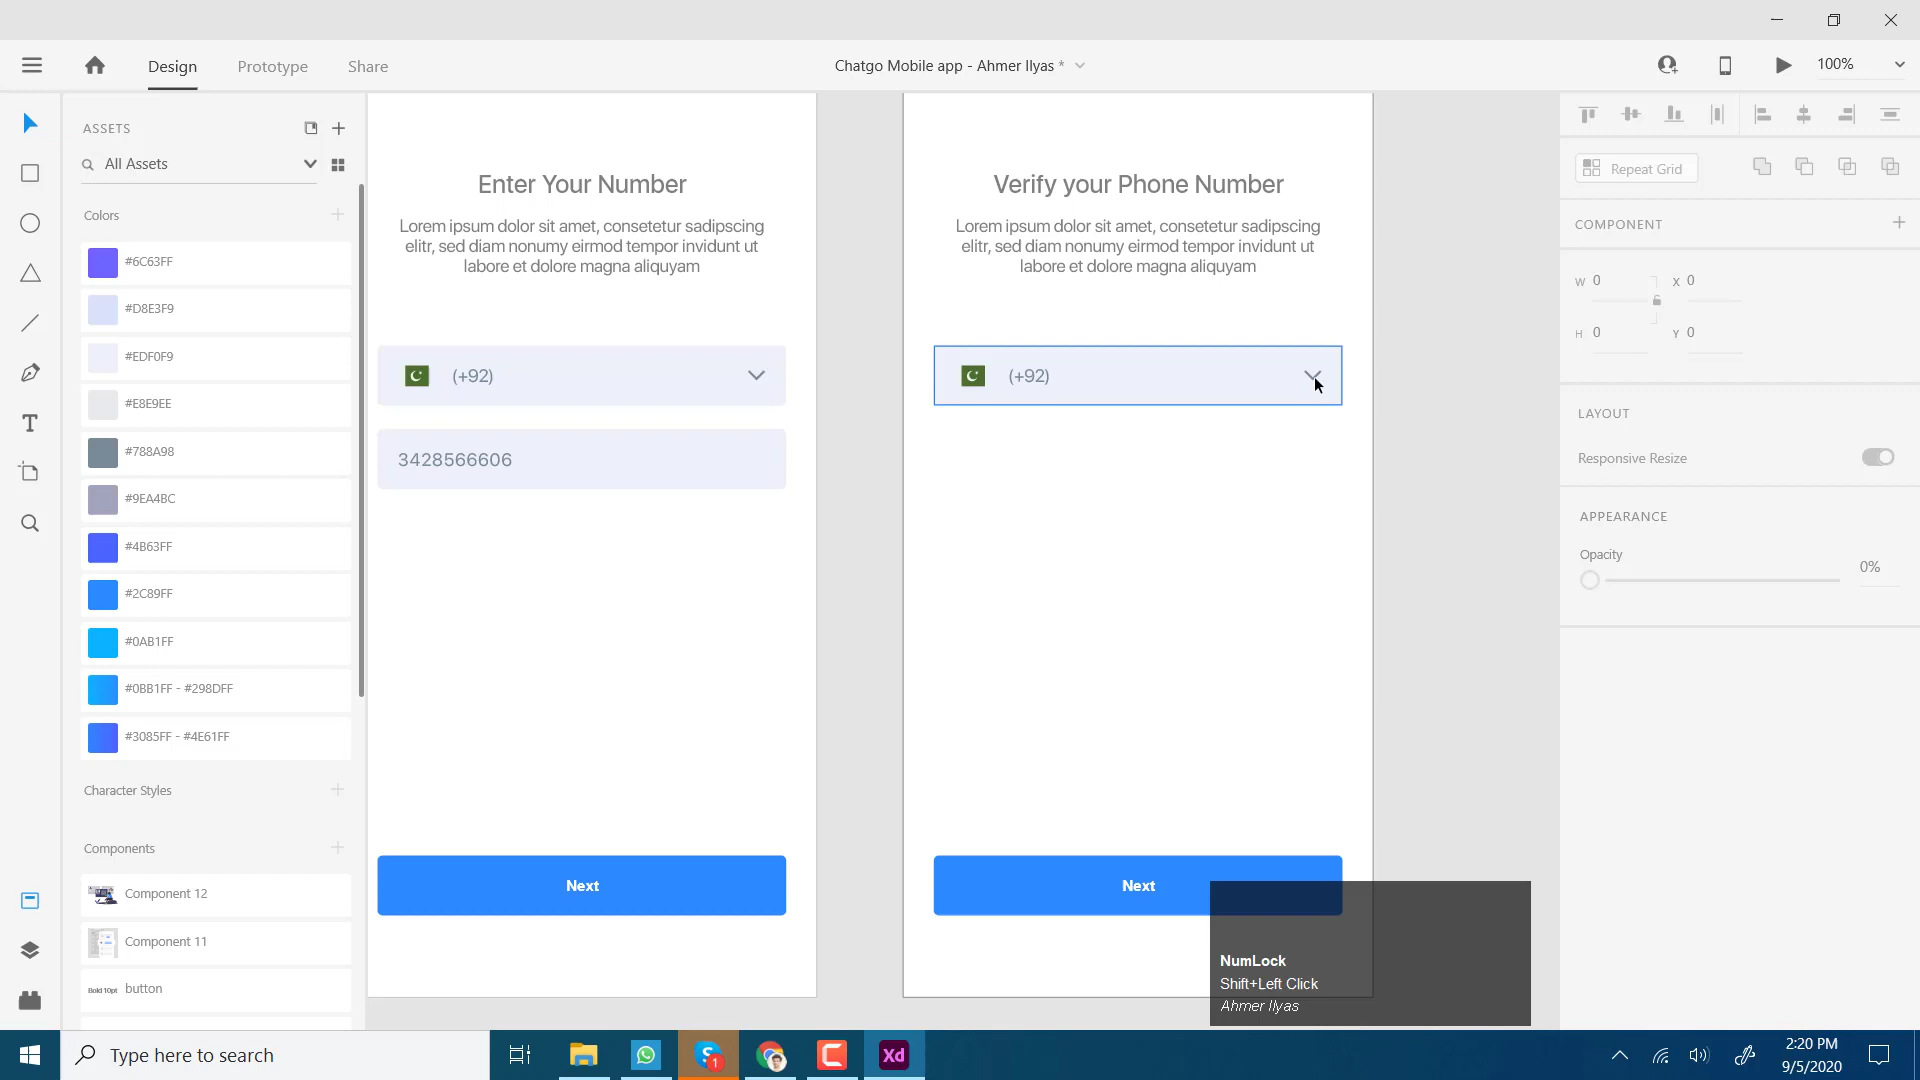 Design
Prototype
Share
Chatgo Mobile app - Ahmer Ilyas *
100%
ASSETS
All Assets
Colors
#6C63FF
#D8E3F9
#EDF0F9
#E8E9EE
#788A98
#9EA4BC
#4B63FF
#2C89FF
#0AB1FF
#0BB1FF - #298DFF
#3085FF - #4E61FF
Character Styles
Components
Component 12
Component 11
Bold 10pt button
Enter Your Number
Lorem ipsum dolor sit amet, consetetur sadipscing
elitr, sed diam nonumy eirmod tempor invidunt ut
labore et dolore magna aliquyam
(+92)
3428566606
Next
Verify your Phone Number
Lorem ipsum dolor sit amet, consetetur sadipscing
elitr, sed diam nonumy eirmod tempor invidunt ut
labore et dolore magna aliquyam
(+92)
Next
NumLock
Shift+Left Click
Ahmer Ilyas
Repeat Grid
COMPONENT
W 0 X 0
H 0 Y 0
LAYOUT
Responsive Resize
APPEARANCE
Opacity
0%
Type here to search
1
Xd
2:20 PM
9/5/2020